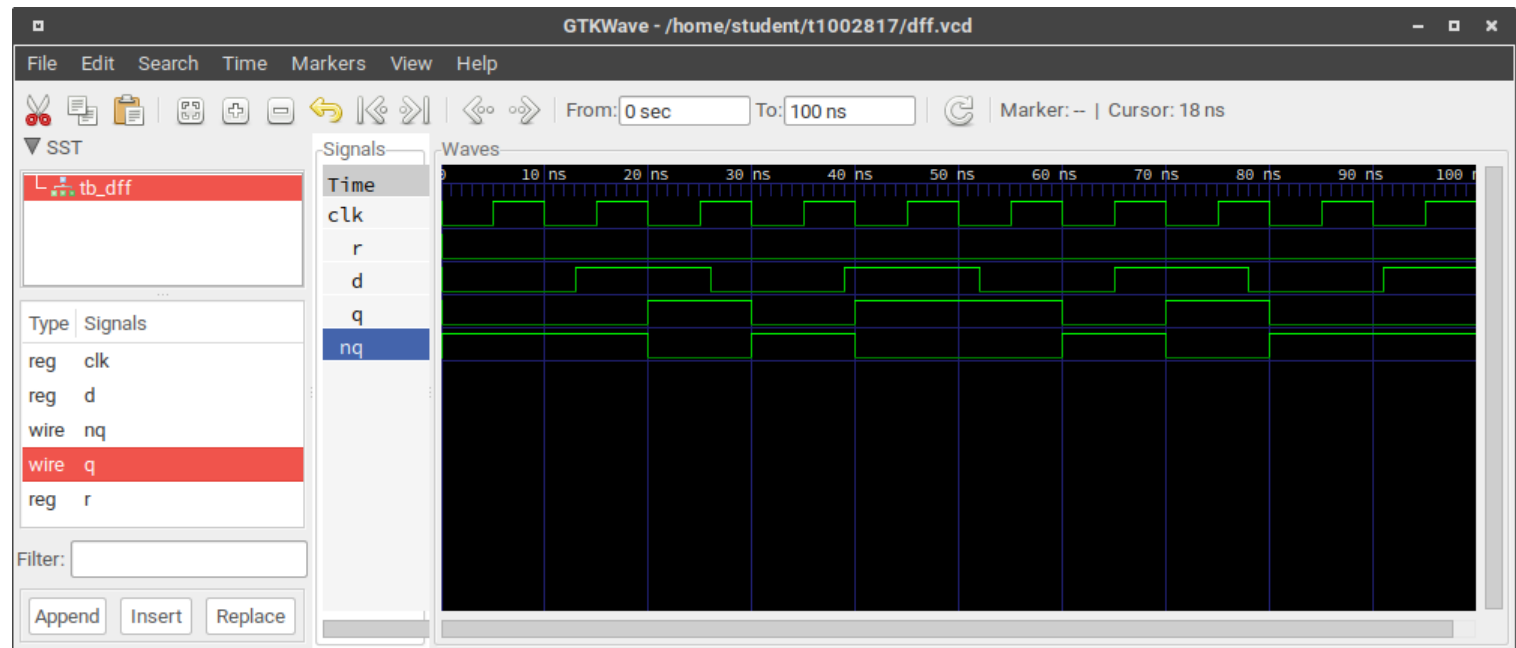 GTKWave - /home/student/t1002817/dff.vcd
File Edit Search Time Markers View Help
From: 0 sec To: 100 ns Marker: -- | Cursor: 18 ns
SST
tb_dff
Type Signals
reg clk
reg d
wire nq
wire q
reg r
Filter:
Append Insert Replace
Signals
Time
clk
r
d
q
nq
Waves
10 ns 20 ns 30 ns 40 ns 50 ns 60 ns 70 ns 80 ns 90 ns 100